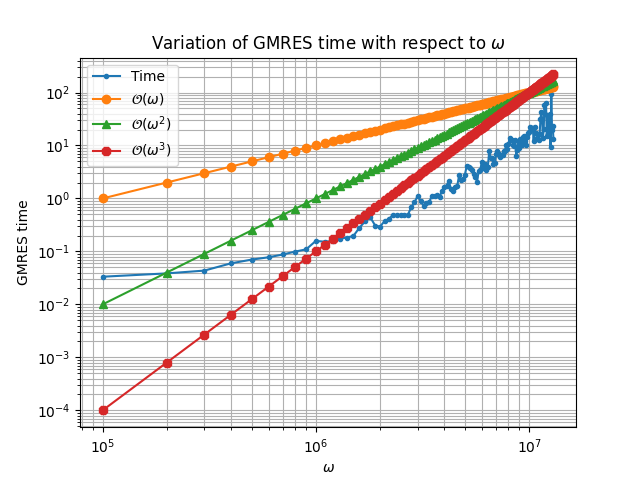 Variation of GMRES time with respect to ω
Time
𝒪(ω)
𝒪(ω²)
𝒪(ω³)
GMRES time
10²
10¹
10⁰
10⁻¹
10⁻²
10⁻³
10⁻⁴
10⁵ 10⁶ 10⁷
ω